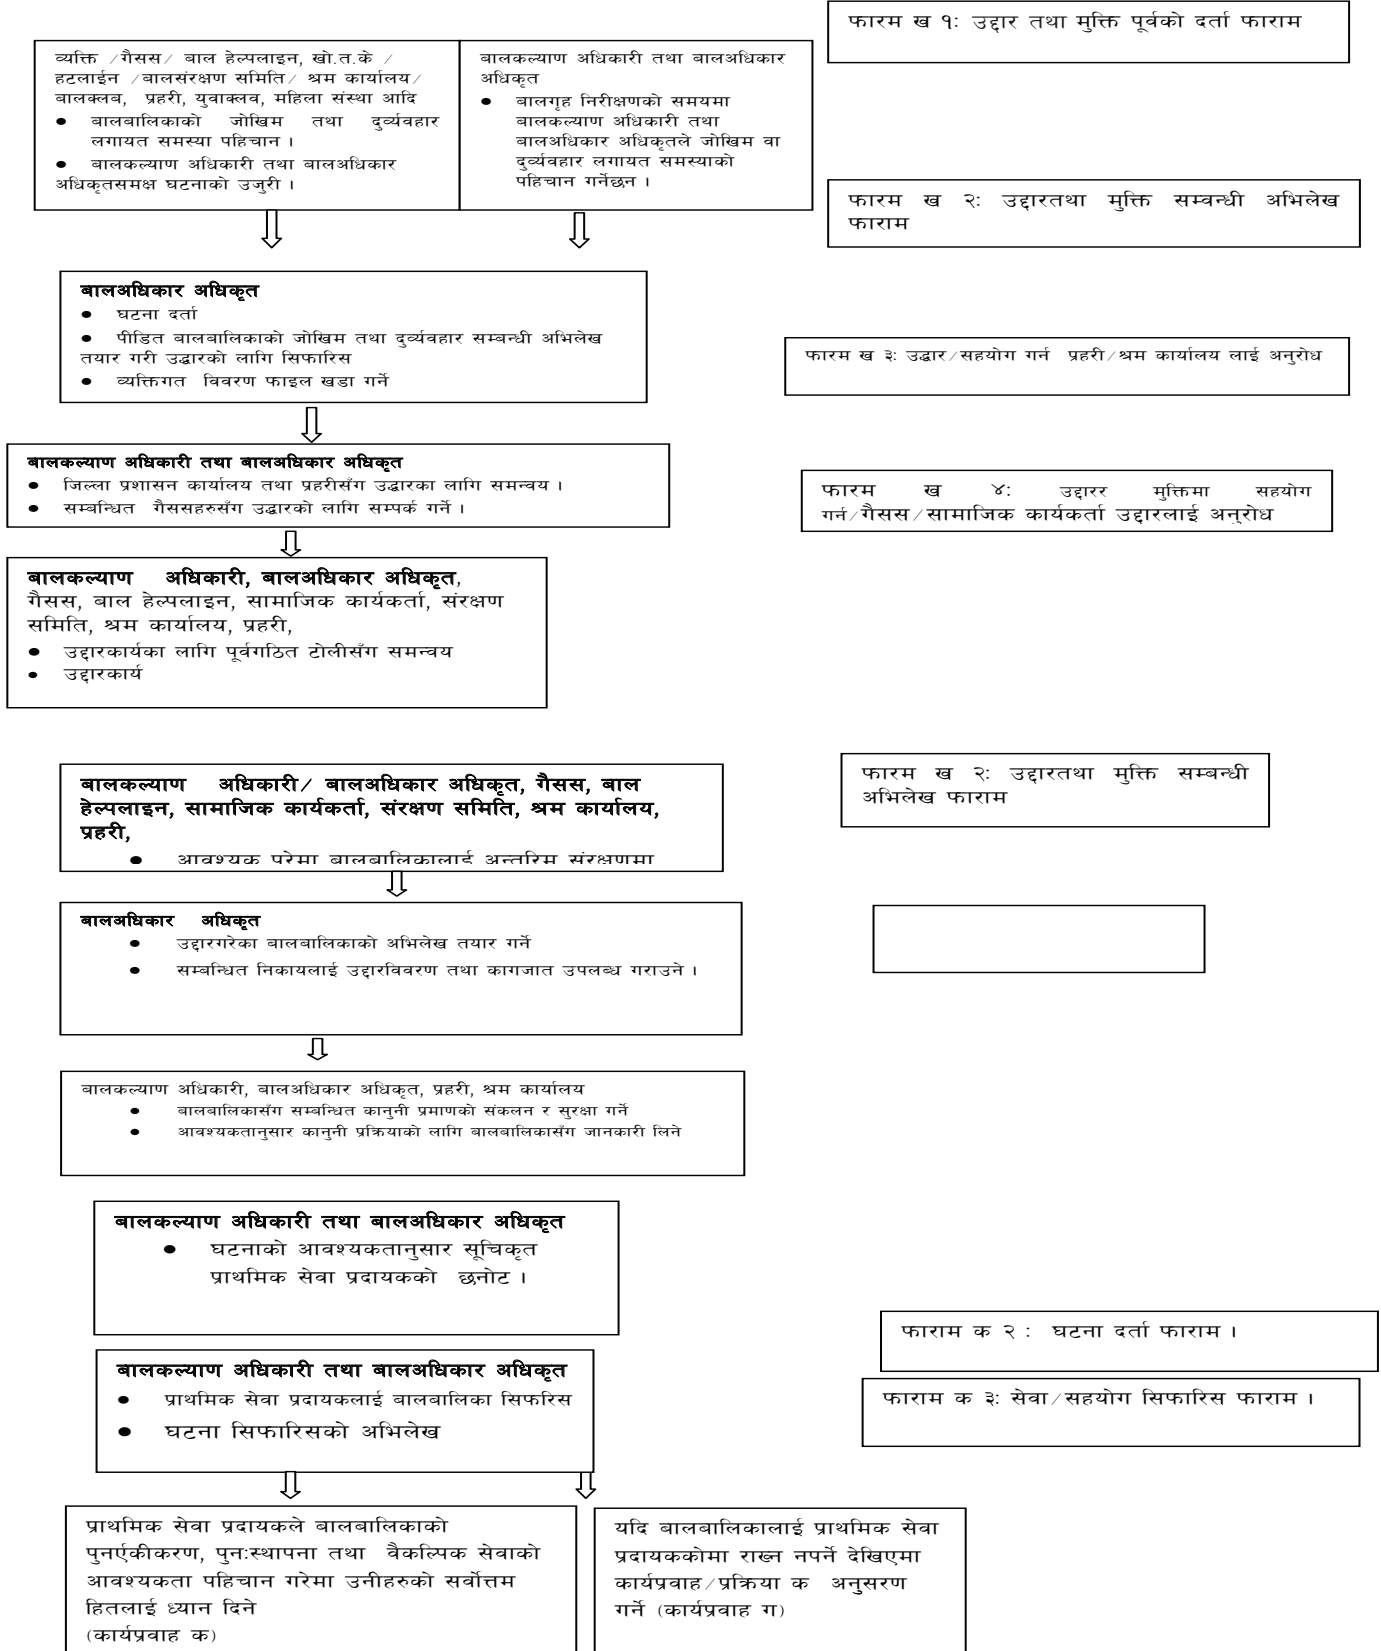 फारम ख १: उद्दार तथा मुक्ति पूर्वको दर्ता फाराम
व्यक्ति /गैसस/ बाल हेल्पलाइन, खो.त.के /
हटलाईन /बालसंरक्षण समिति/ श्रम कार्यालय/
बालक्लब, प्रहरी, युवाक्लव, महिला संस्था आदि
● बालबालिकाको जोखिम तथा दुर्व्यवहार
लगायत समस्या पहिचान ।
● बालकल्याण अधिकारी तथा बालअधिकार
अधिकृतसमक्ष घटनाको उजुरी ।
बालकल्याण अधिकारी तथा बालअधिकार
अधिकृत
● बालगृह निरीक्षणको समयमा
बालकल्याण अधिकारी तथा
बालअधिकार अधिकृतले जोखिम वा
दुर्व्यवहार लगायत समस्याको
पहिचान गर्नेछन ।
फारम ख २: उद्दारतथा मुक्ति सम्वन्धी अभिलेख
फाराम
बालअधिकार अधिकृत
● घटना दर्ता
● पीडित बालबालिकाको जोखिम तथा दुर्व्यवहार सम्बन्धी अभिलेख
तयार गरी उद्धारको लागि सिफारिस
● व्यक्तिगत विवरण फाइल खडा गर्ने
फारम ख ३: उद्धार/सहयोग गर्न प्रहरी/श्रम कार्यालय लाई अनुरोध
बालकल्याण अधिकारी तथा बालअधिकार अधिकृत
● जिल्ला प्रशासन कार्यालय तथा प्रहरीसँग उद्धारका लागि समन्वय ।
● सम्बन्धित गैससहरुसँग उद्धारको लागि सम्पर्क गर्ने ।
फारम ख ४: उद्दारर मुक्तिमा सहयोग
गर्न/गैसस/सामाजिक कार्यकर्ता उद्दारलाई अनुरोध
बालकल्याण अधिकारी, बालअधिकार अधिकृत,
गैसस, बाल हेल्पलाइन, सामाजिक कार्यकर्ता, संरक्षण
समिति, श्रम कार्यालय, प्रहरी,
● उद्दारकार्यका लागि पूर्वगठित टोलीसँग समन्वय
● उद्दारकार्य
बालकल्याण अधिकारी/ बालअधिकार अधिकृत, गैसस, बाल
हेल्पलाइन, सामाजिक कार्यकर्ता, संरक्षण समिति, श्रम कार्यालय,
प्रहरी,
● आवश्यक परेमा बालबालिकालाई अन्तरिम संरक्षणमा
फारम ख २: उद्दारतथा मुक्ति सम्बन्धी
अभिलेख फाराम
बालअधिकार अधिकृत
● उद्दारगरेका बालबालिकाको अभिलेख तयार गर्ने
● सम्बन्धित निकायलाई उद्दारविवरण तथा कागजात उपलब्ध गराउने ।
बालकल्याण अधिकारी, बालअधिकार अधिकृत, प्रहरी, श्रम कार्यालय
● बालबालिकासँग सम्बन्धित कानुनी प्रमाणको संकलन र सुरक्षा गर्ने
● आवश्यकतानुसार कानुनी प्रक्रियाको लागि बालबालिकासँग जानकारी लिने
बालकल्याण अधिकारी तथा बालअधिकार अधिकृत
● घटनाको आवश्यकतानुसार सूचिकृत
प्राथमिक सेवा प्रदायकको छनोट ।
फाराम क २ : घटना दर्ता फाराम ।
बालकल्याण अधिकारी तथा बालअधिकार अधिकृत
● प्राथमिक सेवा प्रदायकलाई बालबालिका सिफरिस
● घटना सिफारिसको अभिलेख
फाराम क ३: सेवा/सहयोग सिफारिस फाराम ।
प्राथमिक सेवा प्रदायकले बालबालिकाको
पुनर्एकीकरण, पुन:स्थापना तथा वैकल्पिक सेवाको
आवश्यकता पहिचान गरेमा उनीहरुको सर्वोत्तम
हितलाई ध्यान दिने
(कार्यप्रवाह क)
यदि बालबालिकालाई प्राथमिक सेवा
प्रदायककोमा राख्न नपर्ने देखिएमा
कार्यप्रवाह/प्रक्रिया क अनुसरण
गर्ने (कार्यप्रवाह ग)